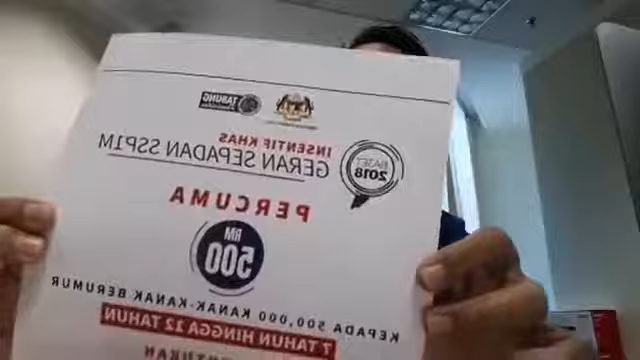 TABUNG
BAJET
2018
INSENTIF KHAS
GERAN SEPADAN SSP1M
PERCUMA
RM
500
KEPADA 500,000 KANAK-KANAK BERUMUR
7 TAHUN HINGGA 12 TAHUN